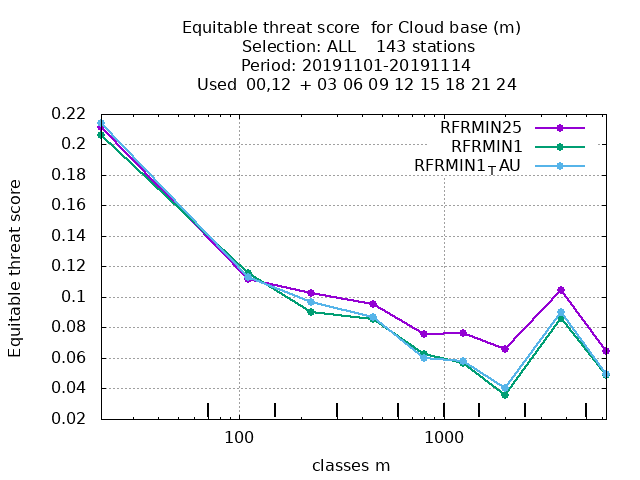 Equitable threat score for Cloud base (m)
Selection: ALL 143 stations
Period: 20191101-20191114
Used 00,12 + 03 06 09 12 15 18 21 24
RFRMIN25
RFRMIN1
RFRMIN1TAU
Equitable threat score
0.22
0.2
0.18
0.16
0.14
0.12
0.1
0.08
0.06
0.04
0.02
100 1000
classes m